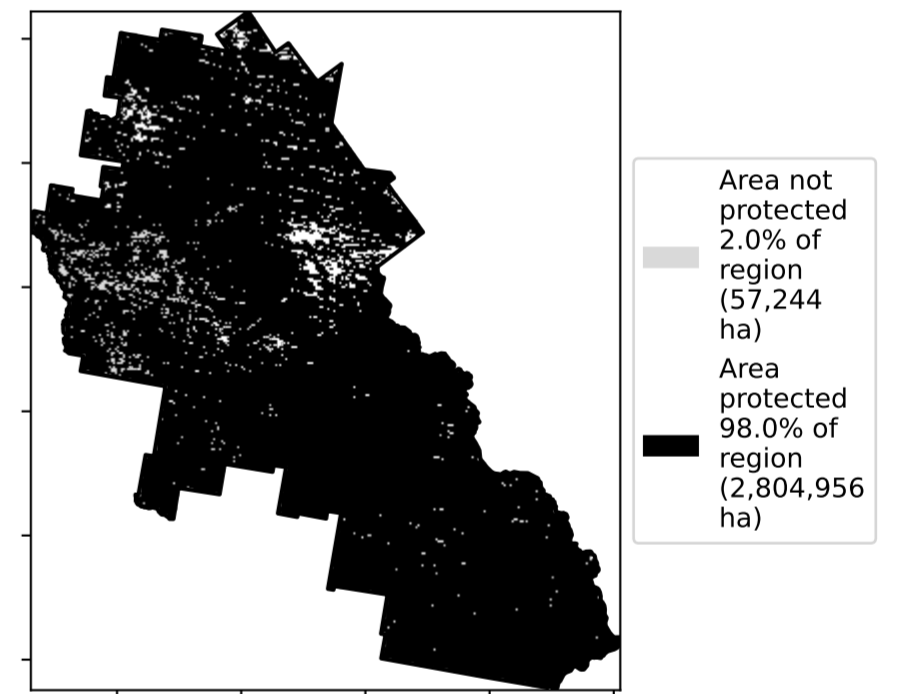 Area not
protected
2.0% of
region
(57,244
ha)
Area
protected
98.0% of
region
(2,804,956
ha)